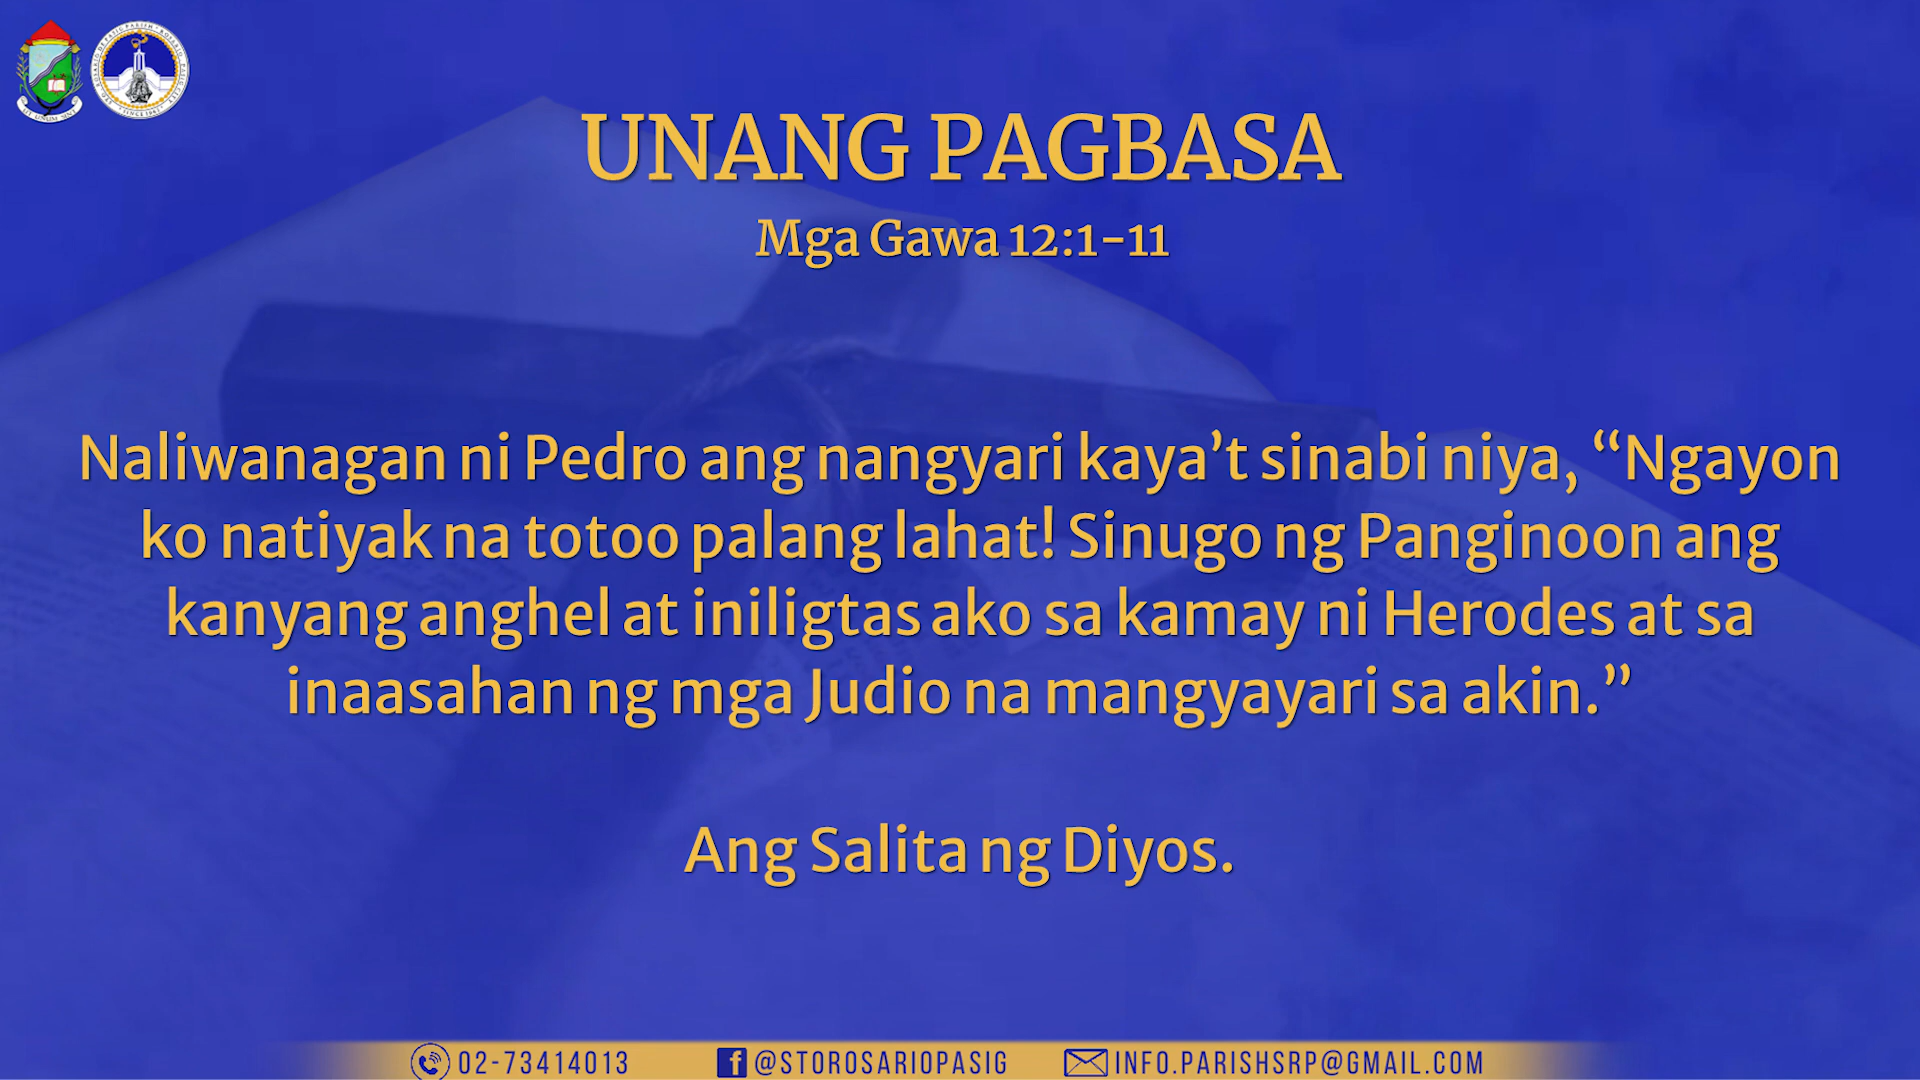 UNANG PAGBASA
Mga Gawa 12:1-11
Naliwanagan ni Pedro ang nangyari kaya’t sinabi niya, “Ngayon
ko natiyak na totoo palang lahat! Sinugo ng Panginoon ang
kanyang anghel at iniligtas ako sa kamay ni Herodes at sa
inaasahan ng mga Judio na mangyayari sa akin.”
Ang Salita ng Diyos.
02-73414013
@STOROSARIOPASIG
INFO.PARISHSRP@GMAIL.COM